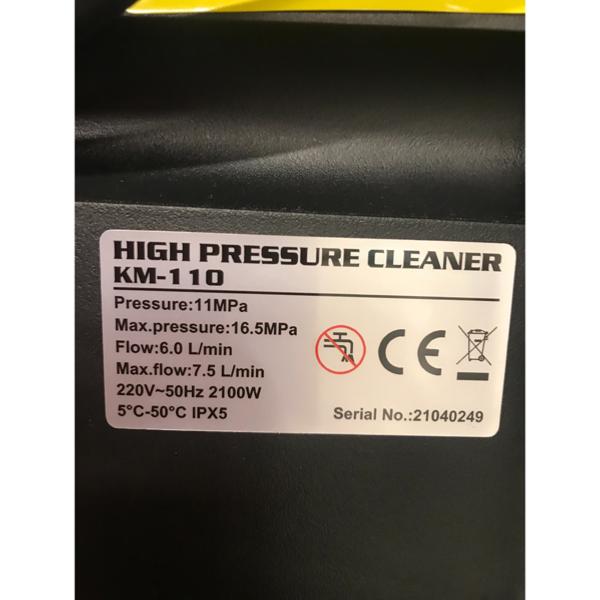 HIGH PRESSURE CLEANER
KM-110
Pressure:11MPa
Max.pressure:16.5MPa
Flow:6.0 L/min
Max.flow:7.5 L/min
220V~50Hz 2100W
5°C-50°C IPX5
CE
Serial No.:21040249